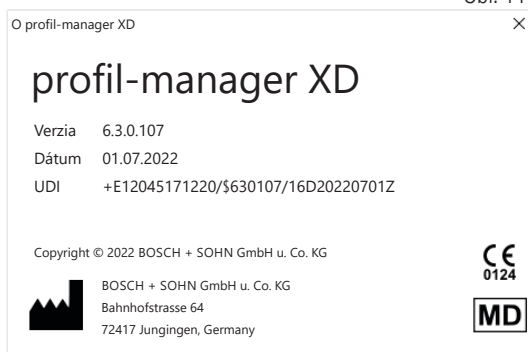 O profil-manager XD
profil-manager XD
Verzia 6.3.0.107
Dátum 01.07.2022
UDI +E12045171220/$630107/16D20220701Z
Copyright © 2022 BOSCH + SOHN GmbH u. Co. KG
BOSCH + SOHN GmbH u. Co. KG
Bahnhofstrasse 64
72417 Jungingen, Germany
CE
0124
MD